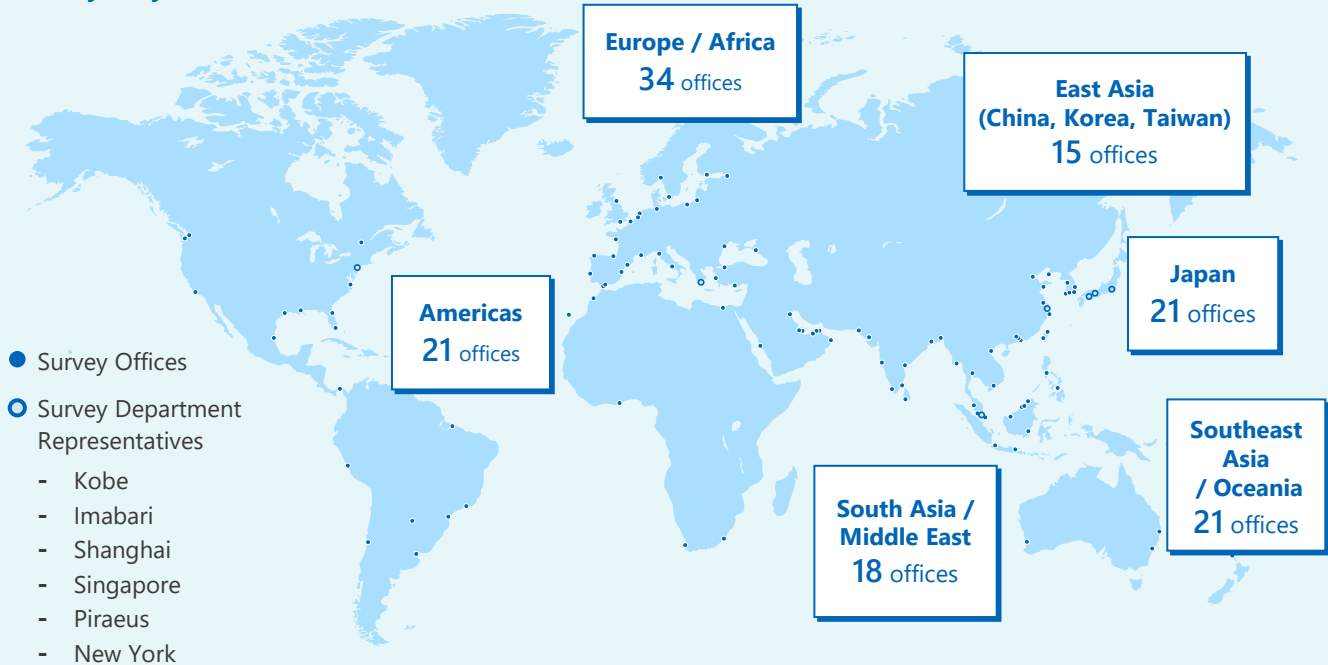 Europe / Africa
34 offices
East Asia
(China, Korea, Taiwan)
15 offices
Japan
21 offices
Americas
21 offices
Southeast
Asia
/ Oceania
21 offices
South Asia /
Middle East
18 offices
Survey Offices
Survey Department
Representatives
- Kobe
- Imabari
- Shanghai
- Singapore
- Piraeus
- New York